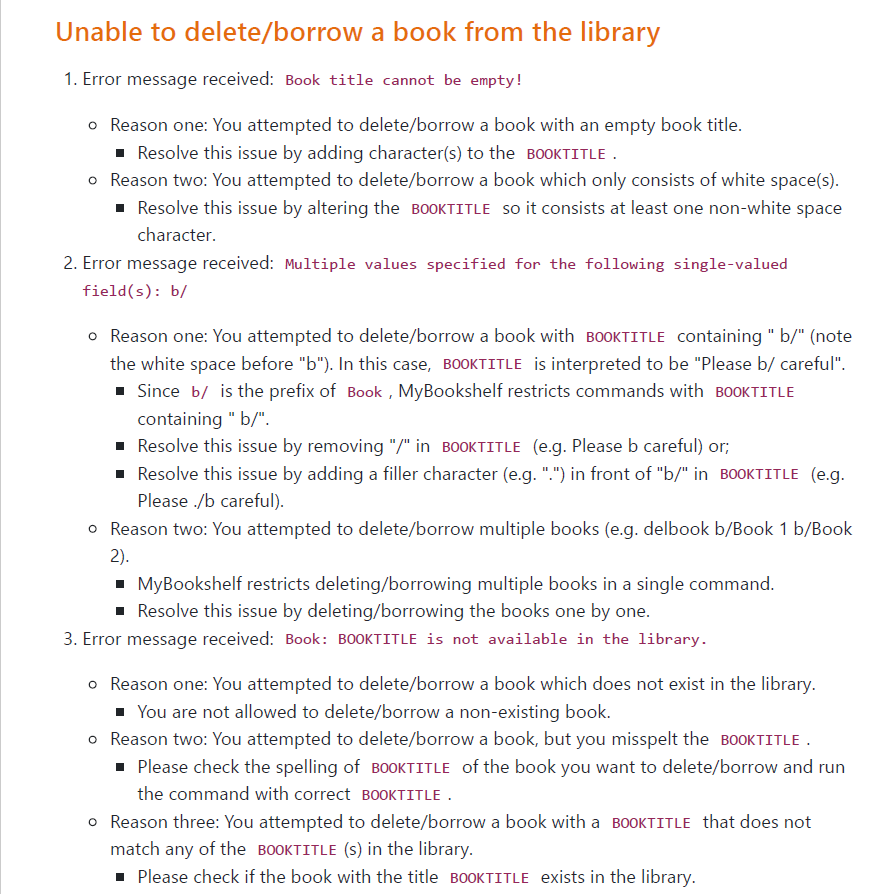 Unable to delete/borrow a book from the library
1. Error message received: Book title cannot be empty!
Reason one: You attempted to delete/borrow a book with an empty book title.
Resolve this issue by adding character(s) to the BOOKTITLE .
Reason two: You attempted to delete/borrow a book which only consists of white space(s).
Resolve this issue by altering the BOOKTITLE so it consists at least one non-white space
character.
2. Error message received: Multiple values specified for the following single-valued
field(s): b/
Reason one: You attempted to delete/borrow a book with BOOKTITLE containing " b/" (note
the white space before "b"). In this case, BOOKTITLE is interpreted to be "Please b/ careful".
Since b/ is the prefix of Book , MyBookshelf restricts commands with BOOKTITLE
containing " b/".
Resolve this issue by removing "/" in BOOKTITLE (e.g. Please b careful) or;
Resolve this issue by adding a filler character (e.g. ".") in front of "b/" in BOOKTITLE (e.g.
Please ./b careful).
Reason two: You attempted to delete/borrow multiple books (e.g. delbook b/Book 1 b/Book
2).
MyBookshelf restricts deleting/borrowing multiple books in a single command.
Resolve this issue by deleting/borrowing the books one by one.
3. Error message received: Book: BOOKTITLE is not available in the library.
Reason one: You attempted to delete/borrow a book which does not exist in the library.
You are not allowed to delete/borrow a non-existing book.
Reason two: You attempted to delete/borrow a book, but you misspelt the BOOKTITLE .
Please check the spelling of BOOKTITLE of the book you want to delete/borrow and run
the command with correct BOOKTITLE .
Reason three: You attempted to delete/borrow a book with a BOOKTITLE that does not
match any of the BOOKTITLE (s) in the library.
Please check if the book with the title BOOKTITLE exists in the library.